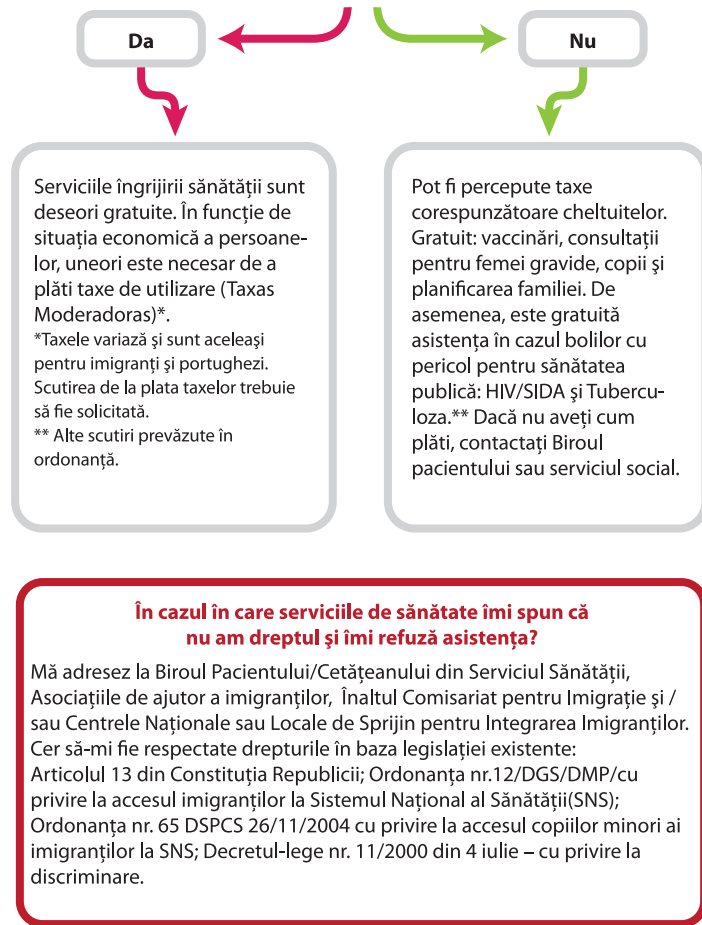 Da
Nu
Serviciile îngrijirii sănătății sunt
deseori gratuite. În funcție de
situația economică a persoane-
lor, uneori este necesar de a
plăti taxe de utilizare (Taxas
Moderadoras)*.
*Taxele variază şi sunt aceleaşi
pentru imigranți şi portughezi.
Scutirea de la plata taxelor trebuie
să fie solicitată.
** Alte scutiri prevăzute în
ordonanță.
Pot fi percepute taxe
corespunzătoare cheltuitelor.
Gratuit: vaccinări, consultații
pentru femei gravide, copii şi
planificarea familiei. De
asemenea, este gratuită
asistența în cazul bolilor cu
pericol pentru sănătatea
publică: HIV/SIDA şi Tubercu-
loza.** Dacă nu aveți cum
plăti, contactați Biroul
pacientului sau serviciul social.
În cazul în care serviciile de sănătate îmi spun că
nu am dreptul şi îmi refuză asistența?
Mă adresez la Biroul Pacientului/Cetățeanului din Serviciul Sănătății,
Asociațiile de ajutor a imigranților, Înaltul Comisariat pentru Imigrație şi /
sau Centrele Naționale sau Locale de Sprijin pentru Integrarea Imigranților.
Cer să-mi fie respectate drepturile în baza legislației existente:
Articolul 13 din Constituția Republicii; Ordonanța nr.12/DGS/DMP/cu
privire la accesul imigranților la Sistemul Național al Sănătății(SNS);
Ordonanța nr. 65 DSPCS 26/11/2004 cu privire la accesul copiilor minori ai
imigranților la SNS; Decretul-lege nr. 11/2000 din 4 iulie – cu privire la
discriminare.